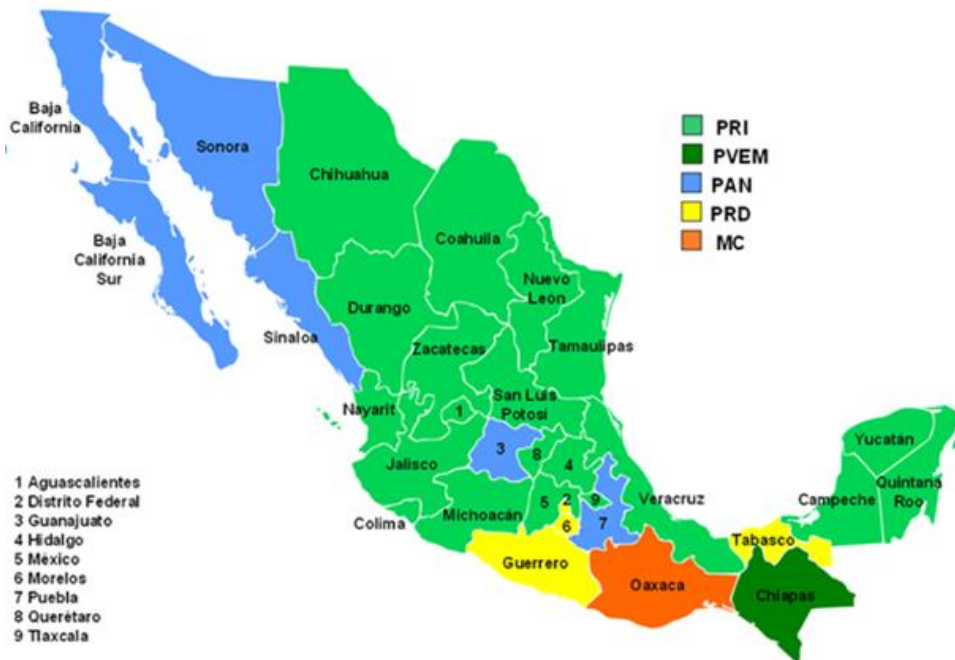 Baja
California
Sonora
Chihuahua
PRI
PVEM
PAN
PRD
MC
Coahuila
Baja
California
Sur
Nuevo
León
Durango
Sinaloa
Zacatecas
Tamaulipas
San Luis
Potosí
Nayarit
1
3
8
4
Jalisco
Yucatán
Quintana
Roo
Campeche
Veracruz
5
2
9
Michoacán
Colima
6
7
Tabasco
Guerrero
Oaxaca
Chiapas
1 Aguascalientes
2 Distrito Federal
3 Guanajuato
4 Hidalgo
5 México
6 Morelos
7 Puebla
8 Querétaro
9 Tlaxcala